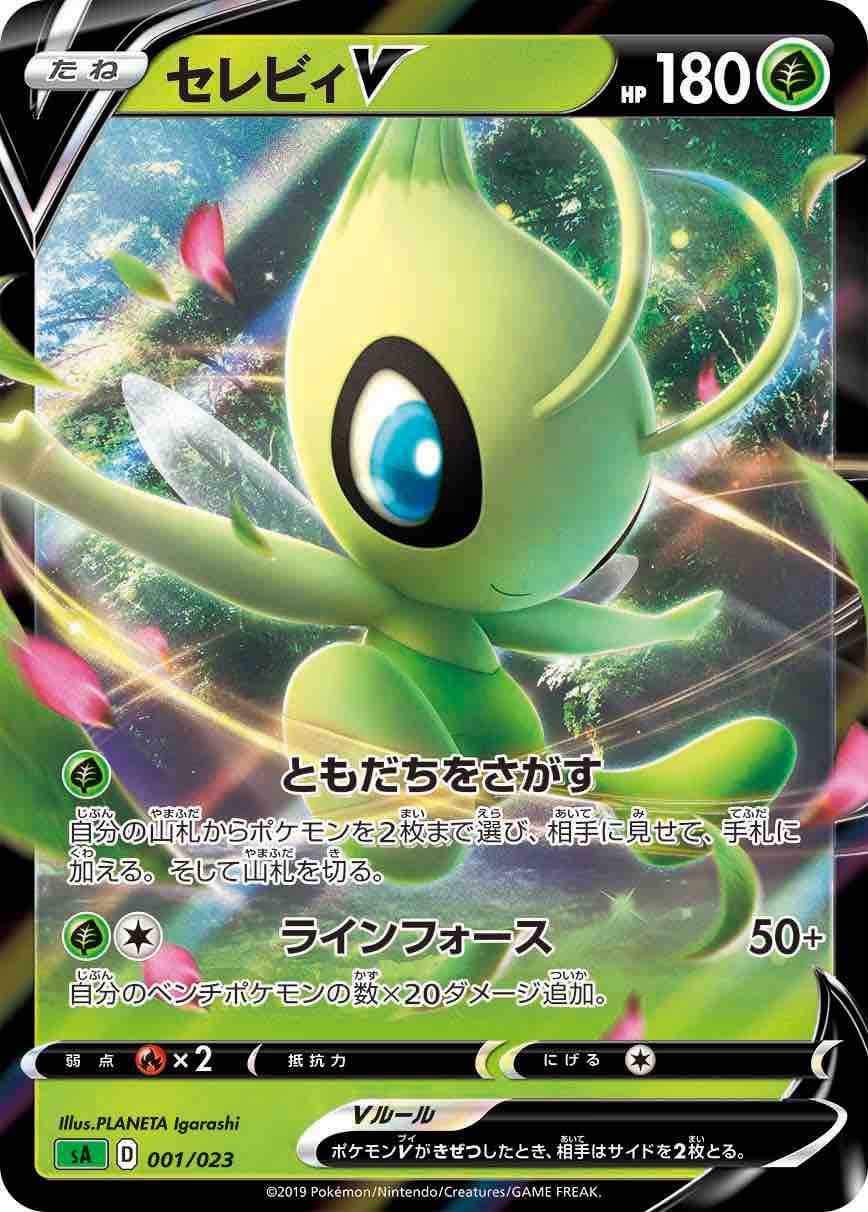 たね
セレビィV
HP 180
ともだちをさがす
自分の山札からポケモンを2枚まで選び、相手に見せて、手札に
加える。そして山札を切る。
ラインフォース 50+
自分のベンチポケモンの数×20ダメージ追加。
弱点 ×2 抵抗力 にげる
Illus.PLANETA Igarashi
Vルール
ポケモンVがきぜつしたとき、相手はサイドを2枚とる。
sA D 001/023
©2019 Pokémon/Nintendo/Creatures/GAME FREAK.